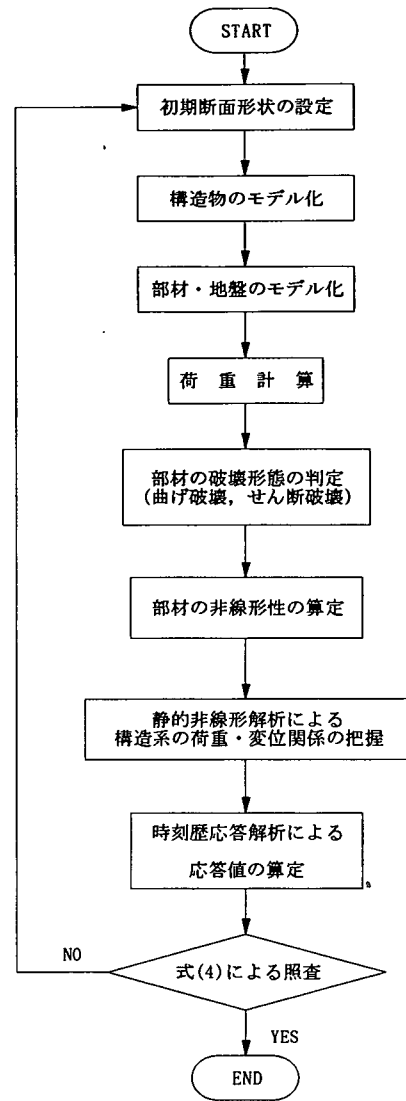 START
初期断面形状の設定
構造物のモデル化
部材・地盤のモデル化
荷重計算
部材の破壊形態の判定
(曲げ破壊，せん断破壊)
部材の非線形性の算定
静的非線形解析による
構造系の荷重・変位関係の把握
時刻歴応答解析による
応答値の算定
式(4)による照査
NO
YES
END